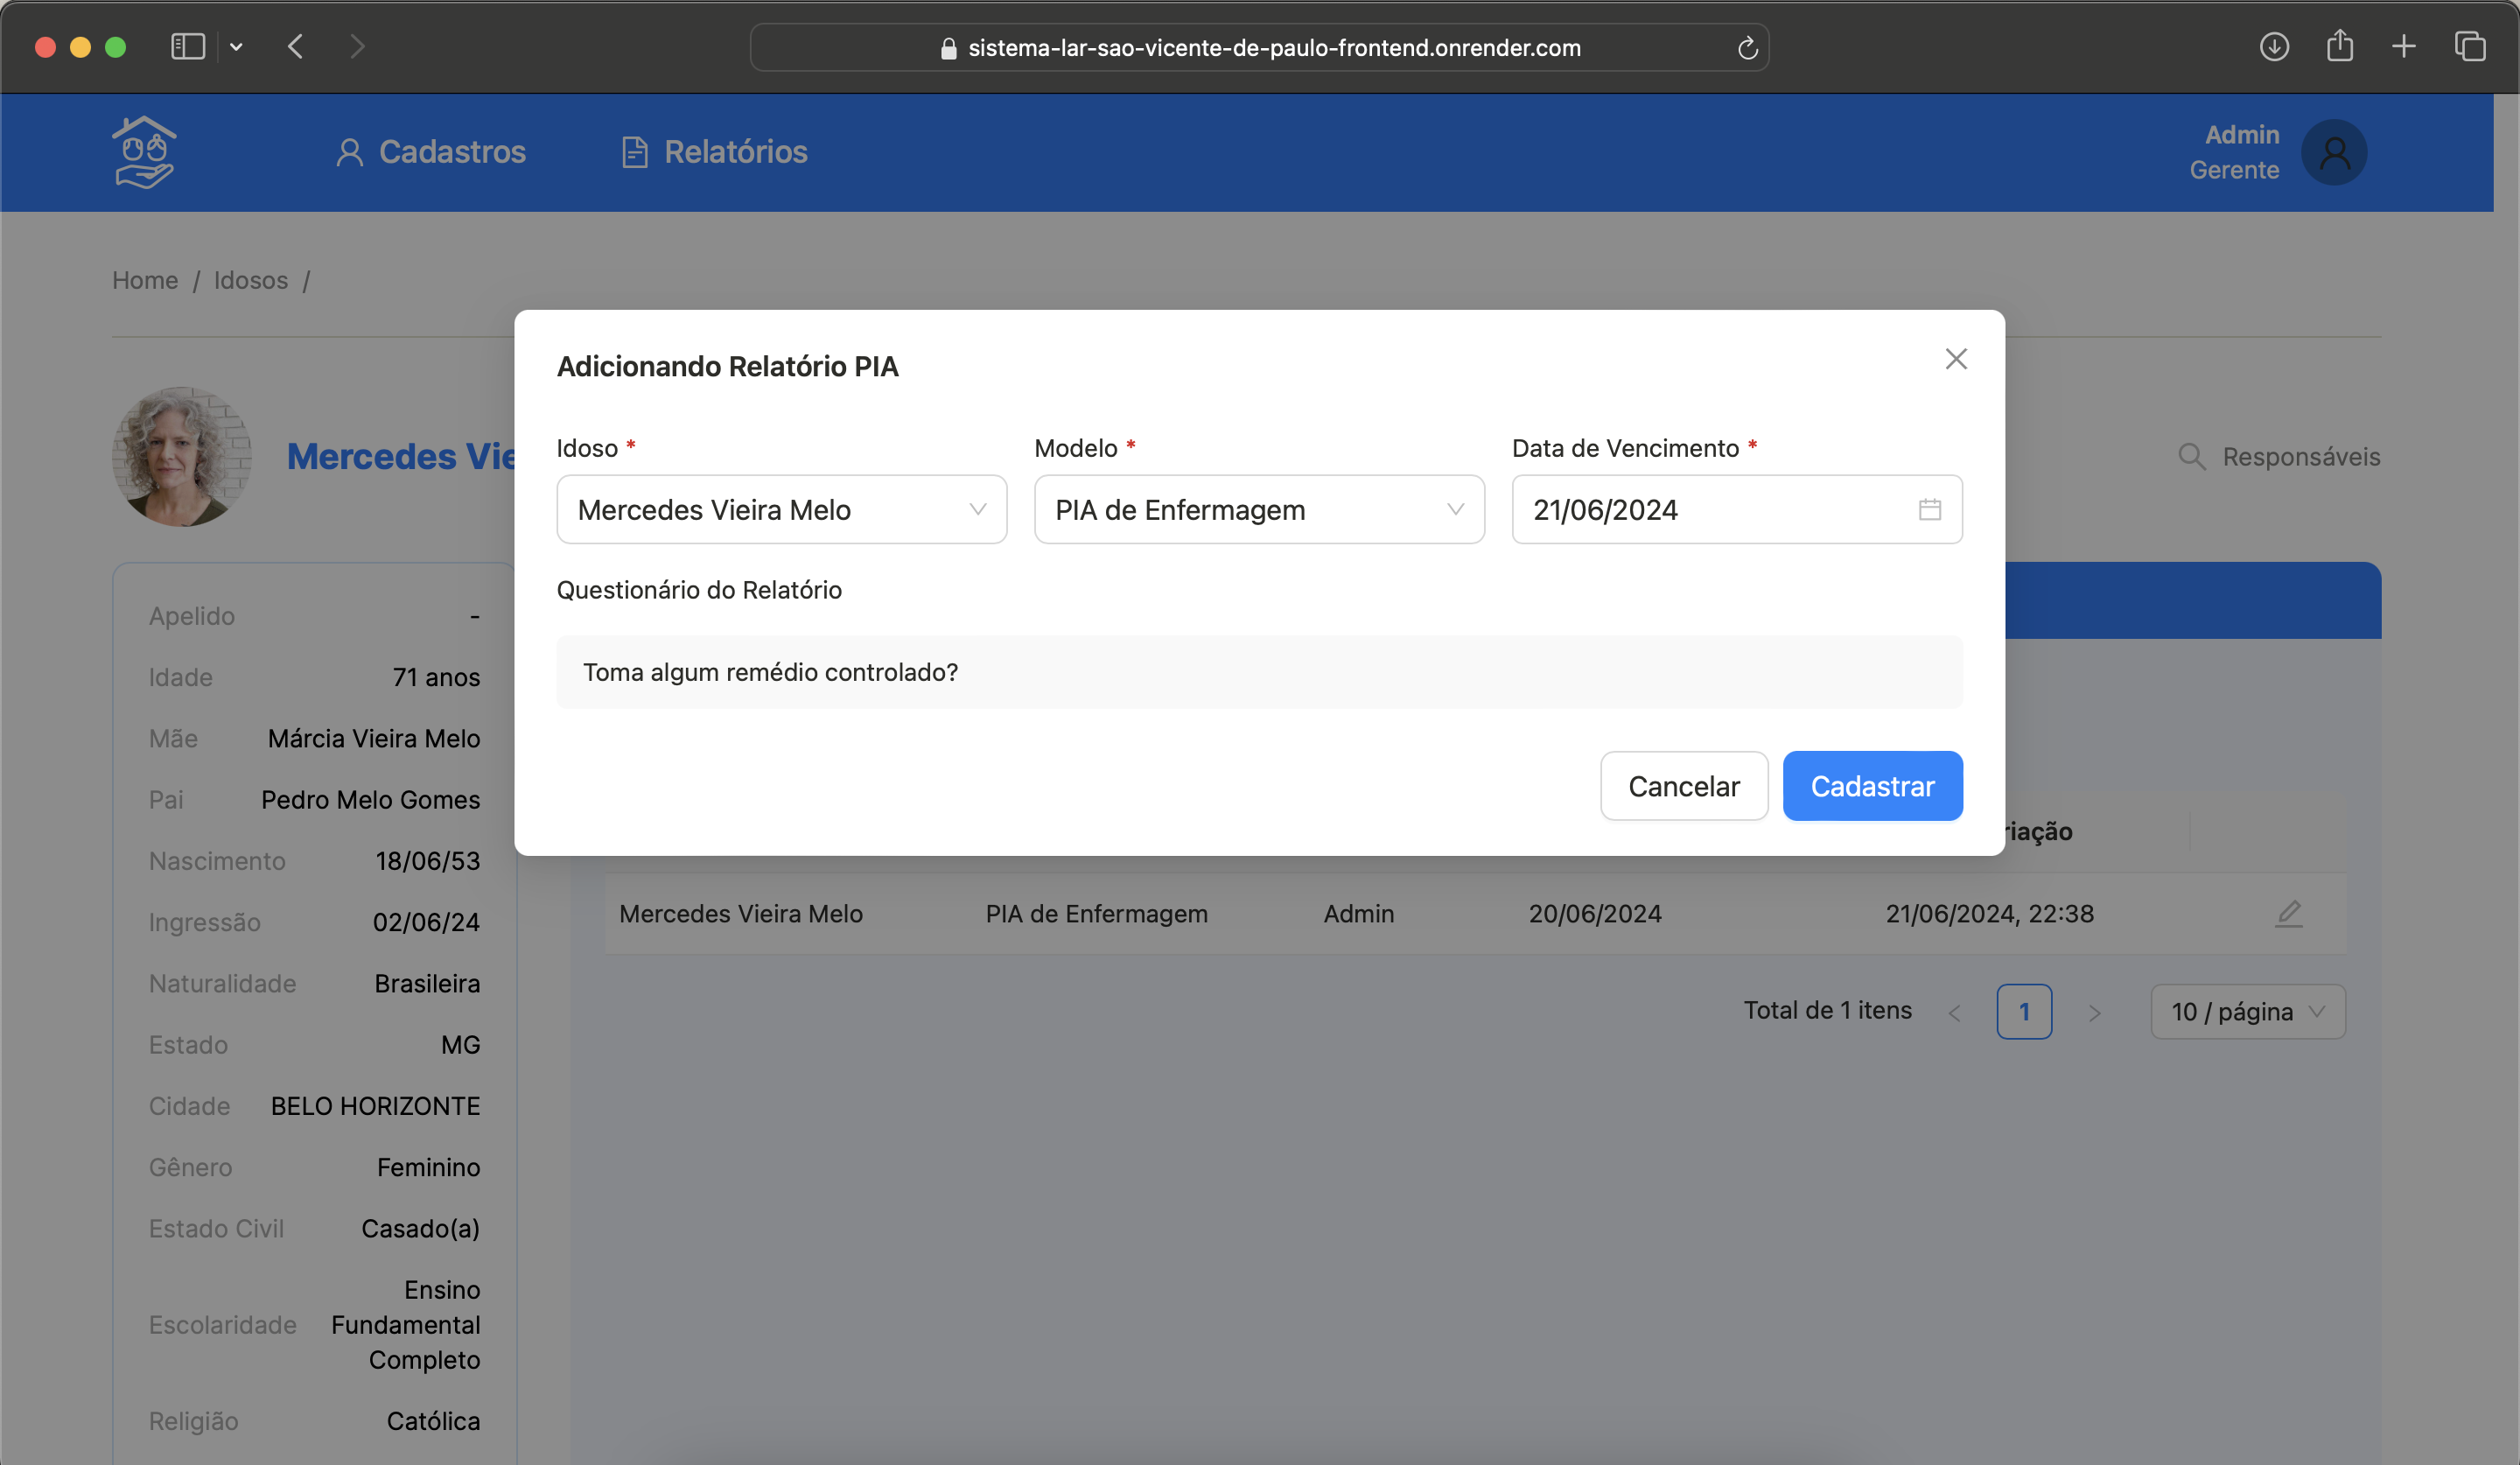 sistema-lar-sao-vicente-de-paulo-frontend.onrender.com
Cadastros
Relatórios
Admin
Gerente
Home / Idosos /
Mercedes
Responsáveis
Adicionando Relatório PIA
Idoso *
Modelo *
Data de Vencimento *
Mercedes Vieira Melo
PIA de Enfermagem
21/06/2024
Questionário do Relatório
Toma algum remédio controlado?
Cancelar
Cadastrar
Apelido -
Idade 71 anos
Mãe Márcia Vieira Melo
Pai Pedro Melo Gomes
Nascimento 18/06/53
Ingressão 02/06/24
Naturalidade Brasileira
Estado MG
Cidade BELO HORIZONTE
Gênero Feminino
Estado Civil Casado(a)
Escolaridade Ensino Fundamental Completo
Religião Católica
Mercedes Vieira Melo PIA de Enfermagem Admin 20/06/2024 21/06/2024, 22:38
Total de 1 itens < 1 > 10 / página